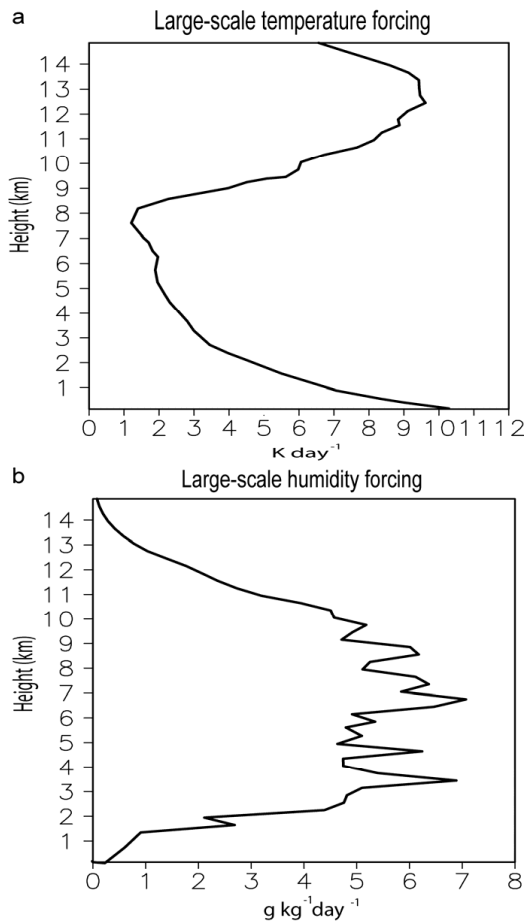 a
Large-scale temperature forcing
14
13
12
11
10
9
8
7
6
5
4
3
2
1
Height (km)
0 1 2 3 4 5 6 7 8 9 10 11 12
K day⁻¹
b
Large-scale humidity forcing
14
13
12
11
10
9
8
7
6
5
4
3
2
1
Height (km)
0 1 2 3 4 5 6 7 8
g kg⁻¹day ⁻¹